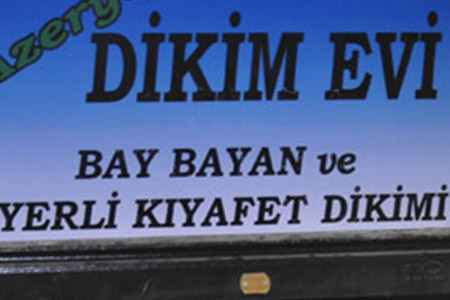 DİKİM EVİ
BAY BAYAN ve
YERLİ KIYAFET DİKİMİ